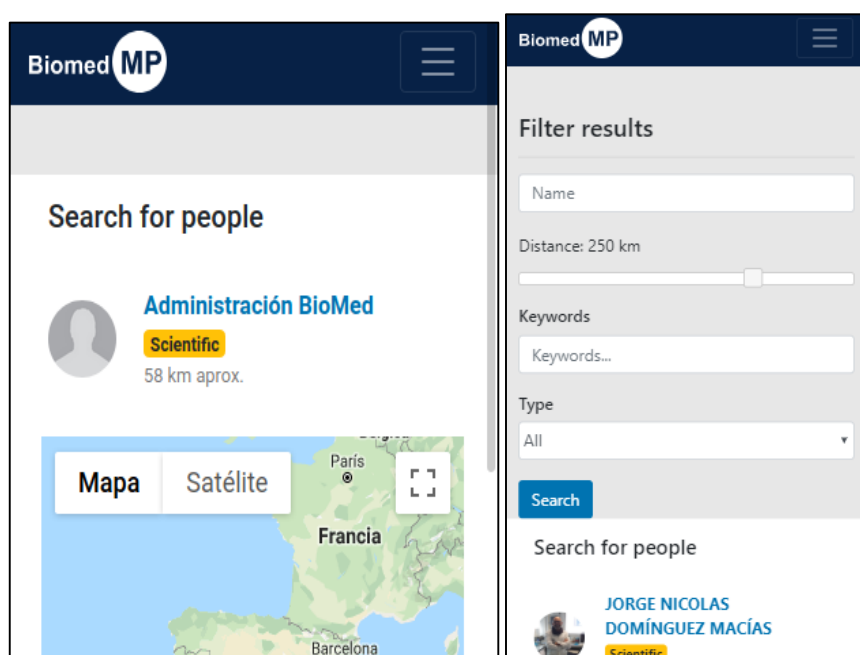 Biomed MP
Search for people
Administración BioMed
Scientific
58 km aprox.
Mapa
Satélite
París
Francia
Barcelona
Biomed MP
Filter results
Name
Distance: 250 km
Keywords
Keywords...
Type
All
Search
Search for people
JORGE NICOLAS
DOMÍNGUEZ MACÍAS
Scientific